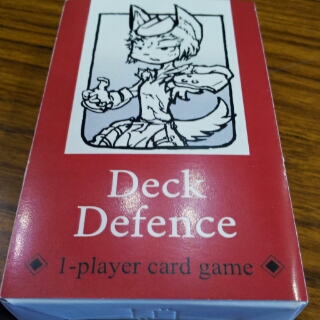 Deck
Defence
◆ 1-player card game ◆